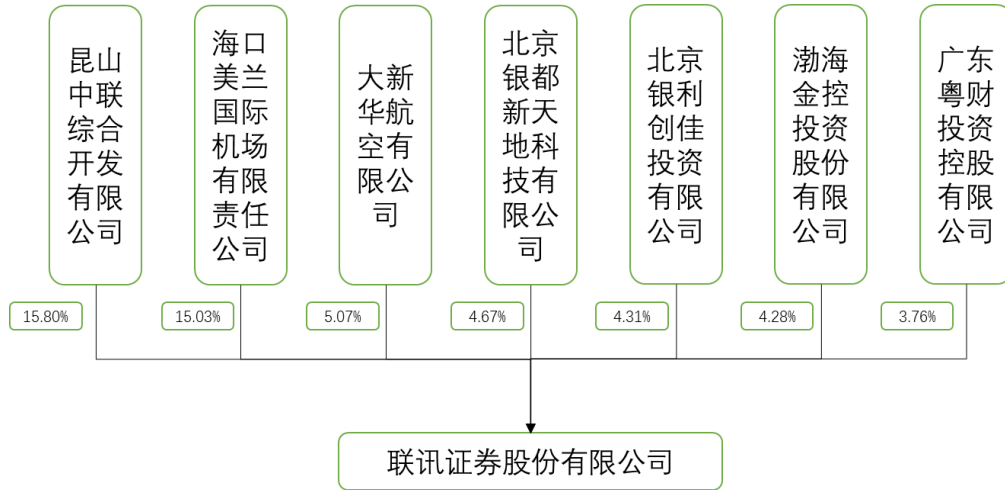 昆山
中联
综合
开发
有限
公司
海口
美兰
国际
机场
有限
责任
公司
大新
华航
空有
限公
司
北京
银都
新天
地科
技有
限公
司
北京
银利
创佳
投资
有限
公司
渤海
金控
投资
股份
有限
公司
广东
粤财
投资
控股
有限
公司
15.80%
15.03%
5.07%
4.67%
4.31%
4.28%
3.76%
联讯证券股份有限公司